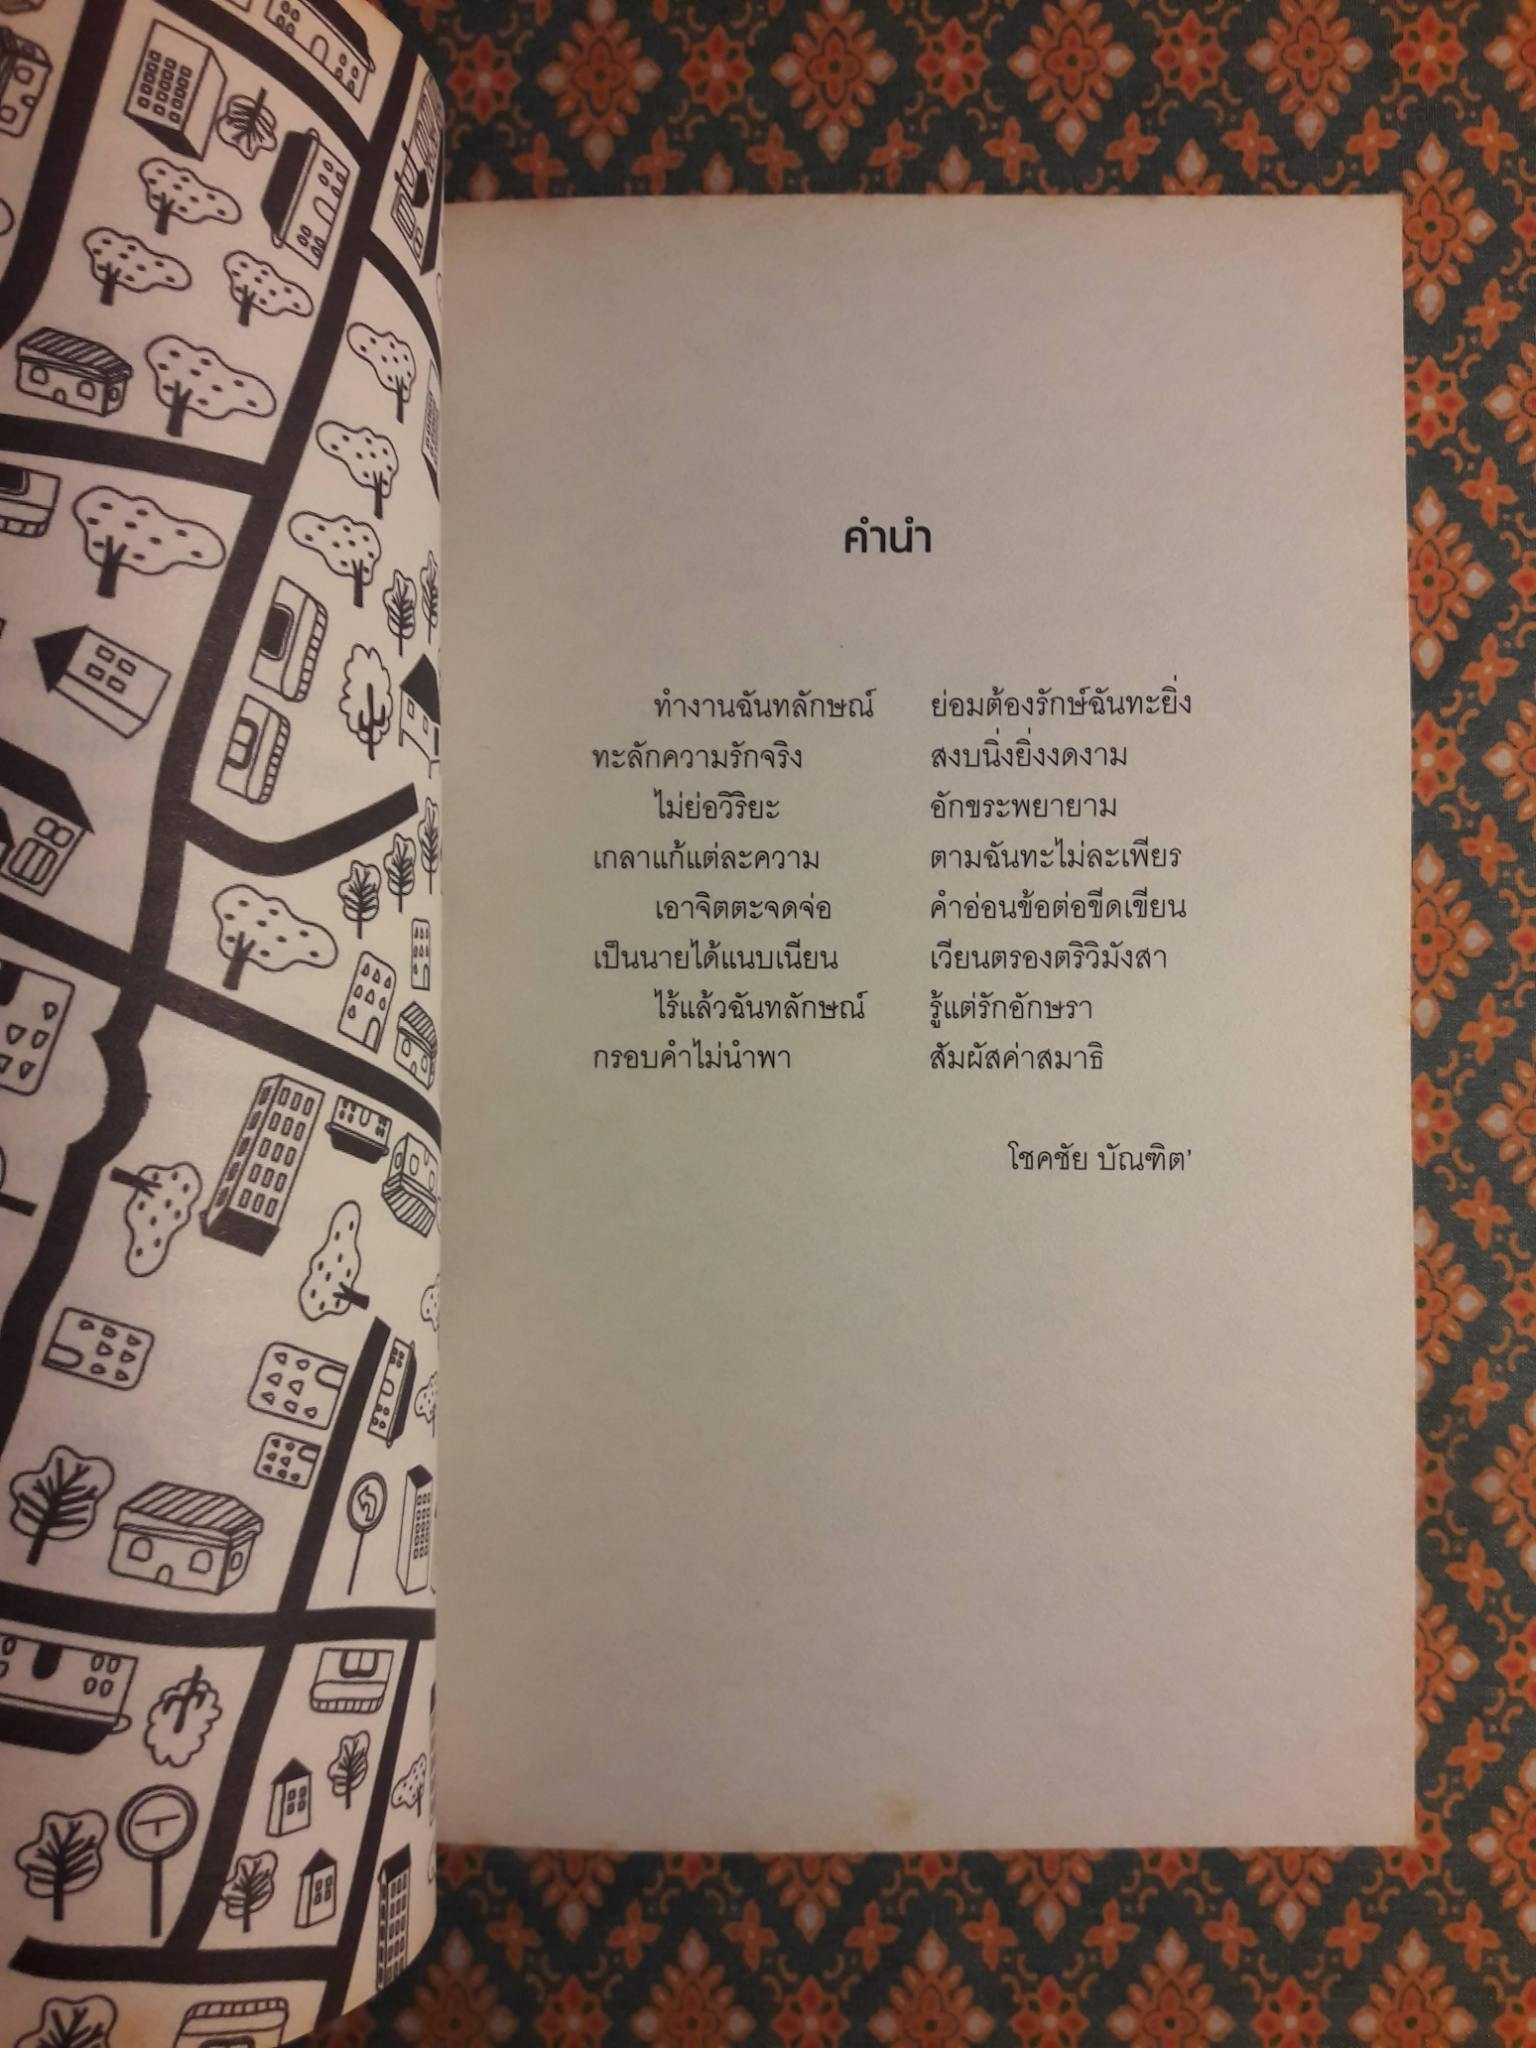 คำนำ
ทำงานฉันทลักษณ์ ย่อมต้องรักษ์ฉันทะยิ่ง
ทะลักความรักจริง สงบนิ่งยิ่งงดงาม
ไม่ย่อวิริยะ อักขระพยายาม
เกลาแก้แต่ละความ ตามฉันทะไม่ละเพียร
เอาจิตตะจดจ่อ คำอ่อนข้อต่อขีดเขียน
เป็นนายได้แนบเนียน เวียนตรองตริวิมังสา
ไร้แล้วฉันทลักษณ์ รู้แต่รักอักษรา
กรอบคำไม่นำพา สัมผัสค่าสมาธิ
โชคชัย บัณฑิต'